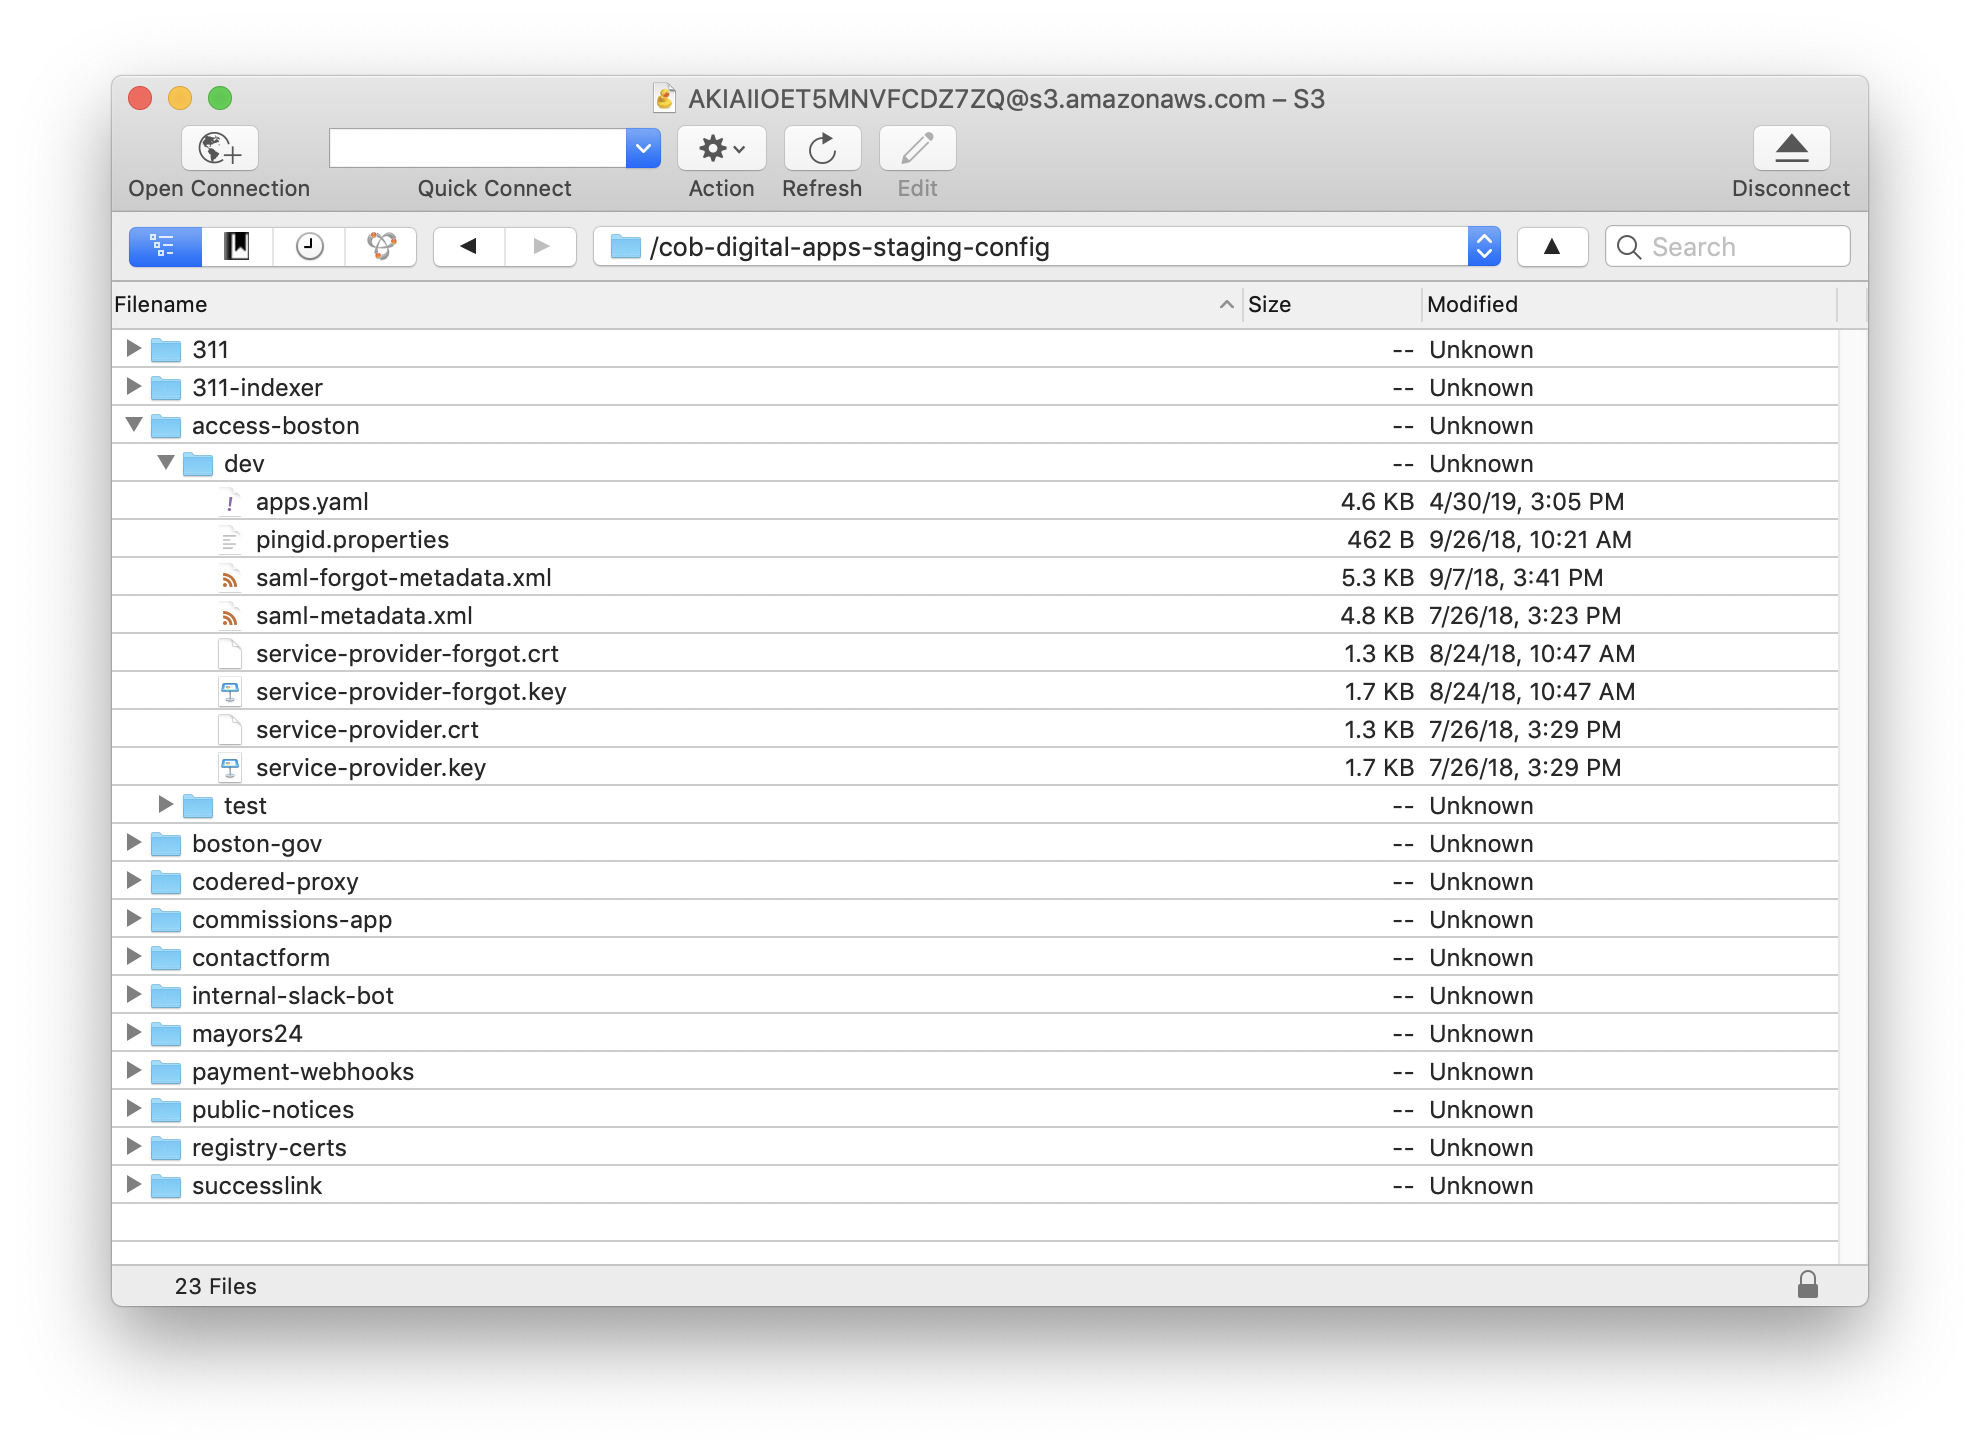 AKIAIIOET5MNVFCDZ7ZQ@s3.amazonaws.com – S3
Open Connection Quick Connect Action Refresh Edit Disconnect
/cob-digital-apps-staging-config Search
Filename Size Modified
311 -- Unknown
311-indexer -- Unknown
access-boston -- Unknown
dev -- Unknown
apps.yaml 4.6 KB 4/30/19, 3:05 PM
pingid.properties 462 B 9/26/18, 10:21 AM
saml-forgot-metadata.xml 5.3 KB 9/7/18, 3:41 PM
saml-metadata.xml 4.8 KB 7/26/18, 3:23 PM
service-provider-forgot.crt 1.3 KB 8/24/18, 10:47 AM
service-provider-forgot.key 1.7 KB 8/24/18, 10:47 AM
service-provider.crt 1.3 KB 7/26/18, 3:29 PM
service-provider.key 1.7 KB 7/26/18, 3:29 PM
test -- Unknown
boston-gov -- Unknown
codered-proxy -- Unknown
commissions-app -- Unknown
contactform -- Unknown
internal-slack-bot -- Unknown
mayors24 -- Unknown
payment-webhooks -- Unknown
public-notices -- Unknown
registry-certs -- Unknown
successlink -- Unknown
23 Files